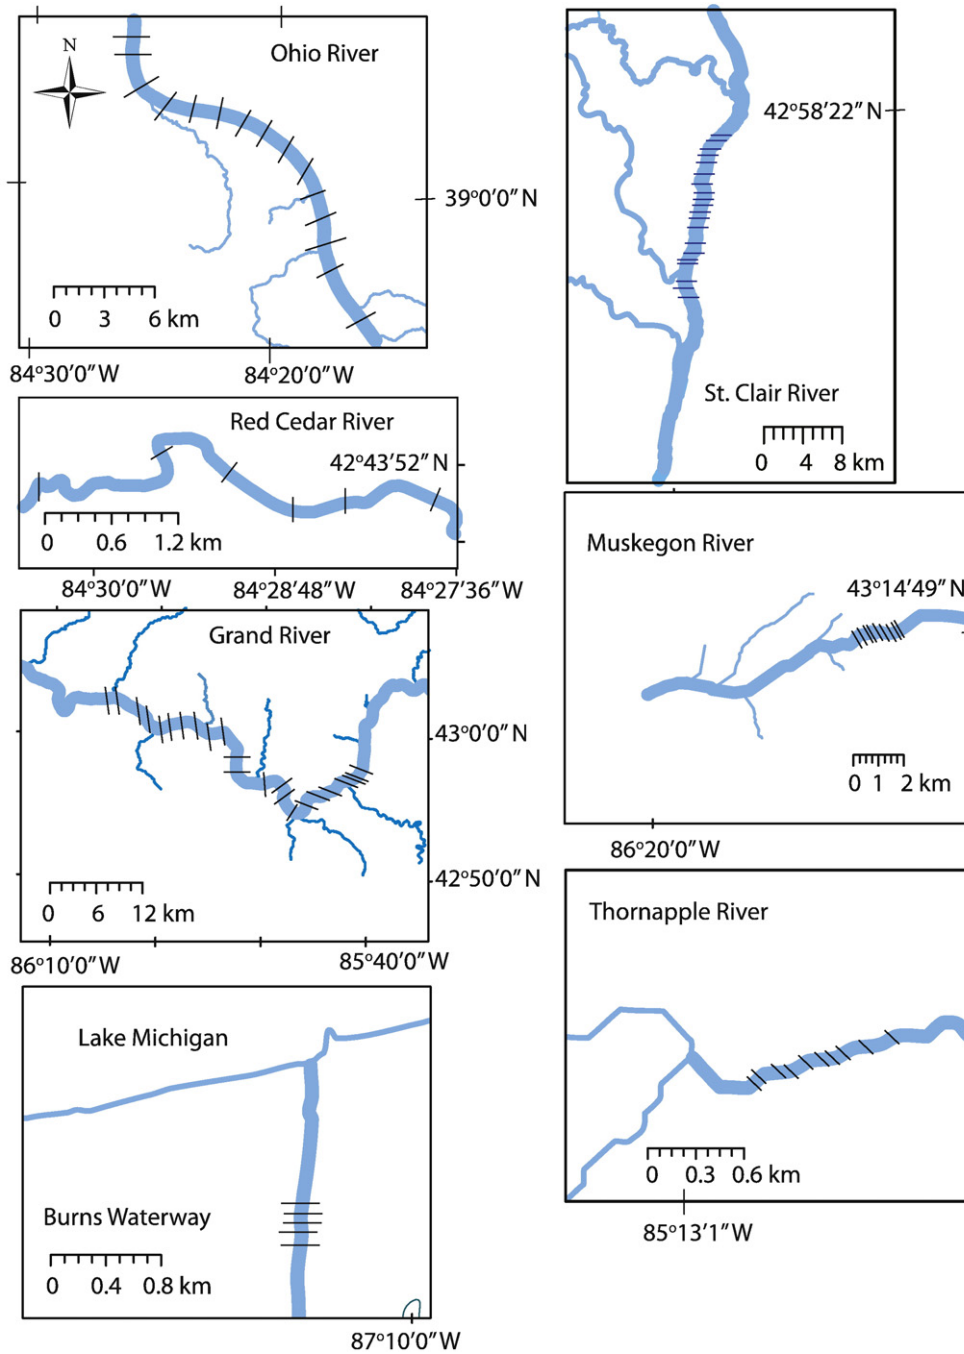 Ohio River
N
39°0'0"N
0 3 6 km
84°30'0"W 84°20'0"W
42°58'22"N
St. Clair River
0 4 8 km
Red Cedar River
42°43'52"N
0 0.6 1.2 km
84°30'0"W 84°28'48"W 84°27'36"W
Muskegon River
43°14'49"N
0 1 2 km
86°20'0"W
Grand River
43°0'0"N
42°50'0"N
0 6 12 km
86°10'0"W 85°40'0"W
Thornapple River
0 0.3 0.6 km
85°13'1"W
Lake Michigan
Burns Waterway
0 0.4 0.8 km
87°10'0"W